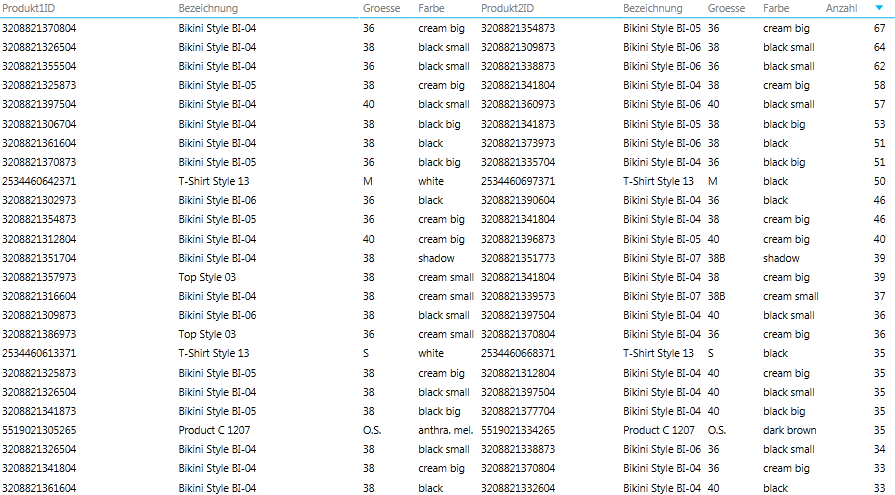 Produkt1ID Bezeichnung Groesse Farbe Produkt2ID Bezeichnung Groesse Farbe Anzahl
3208821370804 Bikini Style BI-04 36 cream big 3208821354873 Bikini Style BI-05 36 cream big 67
3208821326504 Bikini Style BI-04 38 black small 3208821309873 Bikini Style BI-06 38 black small 64
3208821355504 Bikini Style BI-04 36 black small 3208821338873 Bikini Style BI-06 36 black small 62
3208821325873 Bikini Style BI-05 38 cream big 3208821341804 Bikini Style BI-04 38 cream big 58
3208821397504 Bikini Style BI-04 40 black small 3208821360973 Bikini Style BI-06 40 black small 57
3208821306704 Bikini Style BI-04 38 black big 3208821341873 Bikini Style BI-05 38 black big 53
3208821361604 Bikini Style BI-04 38 black 3208821373973 Bikini Style BI-06 38 black 51
3208821370873 Bikini Style BI-05 36 black big 3208821335704 Bikini Style BI-04 36 black big 51
2534460642371 T-Shirt Style 13 M white 2534460697371 T-Shirt Style 13 M black 50
3208821302973 Bikini Style BI-06 36 black 3208821390604 Bikini Style BI-04 36 black 46
3208821354873 Bikini Style BI-05 36 cream big 3208821341804 Bikini Style BI-04 38 cream big 46
3208821312804 Bikini Style BI-04 40 cream big 3208821396873 Bikini Style BI-05 40 cream big 40
3208821351704 Bikini Style BI-04 38 shadow 3208821351773 Bikini Style BI-07 38B shadow 39
3208821357973 Top Style 03 38 cream small 3208821341804 Bikini Style BI-04 38 cream big 39
3208821316604 Bikini Style BI-04 38 cream small 3208821339573 Bikini Style BI-07 38B cream small 37
3208821309873 Bikini Style BI-06 38 black small 3208821397504 Bikini Style BI-04 40 black small 36
3208821386973 Top Style 03 36 cream small 3208821370804 Bikini Style BI-04 36 cream big 36
2534460613371 T-Shirt Style 13 S white 2534460668371 T-Shirt Style 13 S black 35
3208821325873 Bikini Style BI-05 38 cream big 3208821312804 Bikini Style BI-04 40 cream big 35
3208821326504 Bikini Style BI-04 38 black small 3208821397504 Bikini Style BI-04 40 black small 35
3208821341873 Bikini Style BI-05 38 black big 3208821377704 Bikini Style BI-04 40 black big 35
5519021305265 Product C 1207 O.S. anthra. mel. 5519021334265 Product C 1207 O.S. dark brown 35
3208821326504 Bikini Style BI-04 38 black small 3208821338873 Bikini Style BI-06 36 black small 34
3208821341804 Bikini Style BI-04 38 cream big 3208821370804 Bikini Style BI-04 36 cream big 33
3208821361604 Bikini Style BI-04 38 black 3208821332604 Bikini Style BI-04 40 black 33